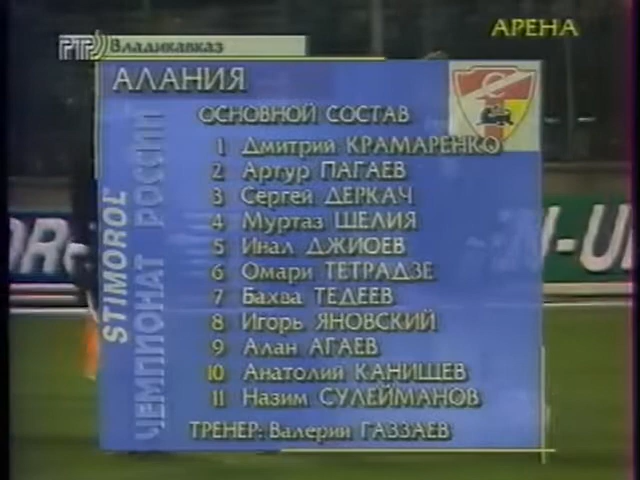 АРЕНА
РТР
Владикавказ
АЛАНИЯ
ОСНОВНОЙ СОСТАВ
1 Дмитрий КРАМАРЕНКО
2 Артур ПАГАЕВ
3 Сергей ДЕРКАЧ
4 Муртаз ШЕЛИЯ
5 Инал ДЖИОЕВ
6 Омари ТЕТРАДЗЕ
7 Бахва ТЕДЕЕВ
8 Игорь ЯНОВСКИЙ
9 Алан АГАЕВ
10 Анатолий КАНИЩЕВ
11 Назим СУЛЕЙМАНОВ
ТРЕНЕР: Валерий ГАЗЗАЕВ
STIMOROL
ЧЕМПИОНАТ РОССИИ